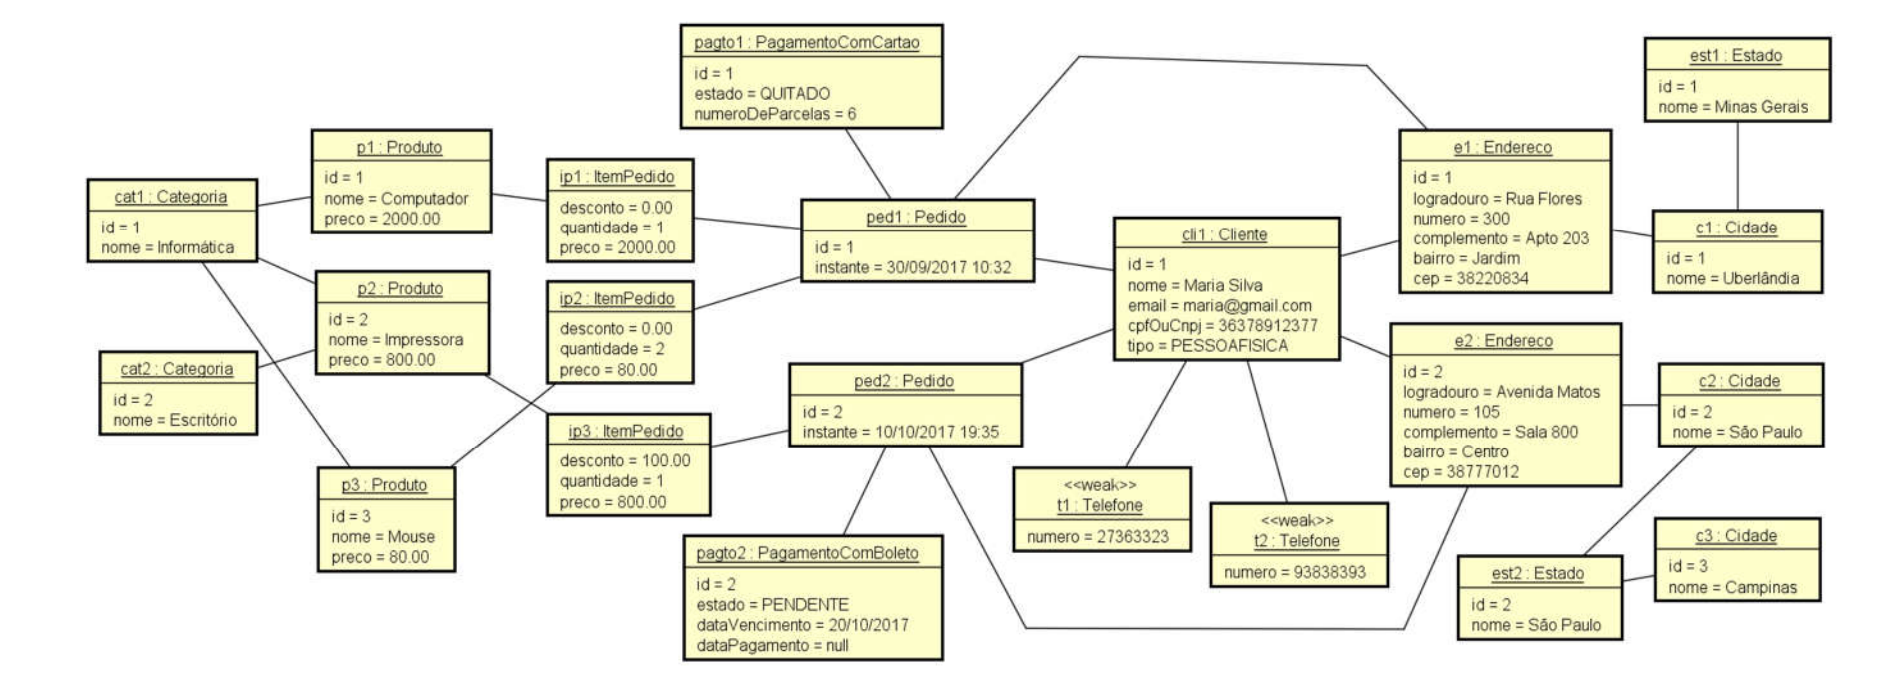 pagto1 : PagamentoComCartao
id = 1
estado = QUITADO
numeroDeParcelas = 6
est1 : Estado
id = 1
nome = Minas Gerais
p1 : Produto
id = 1
nome = Computador
preco = 2000.00
e1 : Endereco
id = 1
logradouro = Rua Flores
numero = 300
complemento = Apto 203
bairro = Jardim
cep = 38220834
ip1 : ItemPedido
desconto = 0.00
quantidade = 1
preco = 2000.00
cat1 : Categoria
id = 1
nome = Informática
ped1 : Pedido
id = 1
instante = 30/09/2017 10:32
c1 : Cidade
id = 1
nome = Uberlândia
cli1 : Cliente
id = 1
nome = Maria Silva
email = maria@gmail.com
cpfOuCnpj = 36378912377
tipo = PESSOAFISICA
p2 : Produto
id = 2
nome = Impressora
preco = 800.00
ip2 : ItemPedido
desconto = 0.00
quantidade = 2
preco = 80.00
e2 : Endereco
id = 2
logradouro = Avenida Matos
numero = 105
complemento = Sala 800
bairro = Centro
cep = 38777012
cat2 : Categoria
id = 2
nome = Escritório
ped2 : Pedido
id = 2
instante = 10/10/2017 19:35
c2 : Cidade
id = 2
nome = São Paulo
ip3 : ItemPedido
desconto = 100.00
quantidade = 1
preco = 800.00
p3 : Produto
id = 3
nome = Mouse
preco = 80.00
<<weak>>
t1 : Telefone
numero = 27363323
<<weak>>
t2 : Telefone
numero = 93838393
c3 : Cidade
id = 3
nome = Campinas
pagto2 : PagamentoComBoleto
id = 2
estado = PENDENTE
dataVencimento = 20/10/2017
dataPagamento = null
est2 : Estado
id = 2
nome = São Paulo